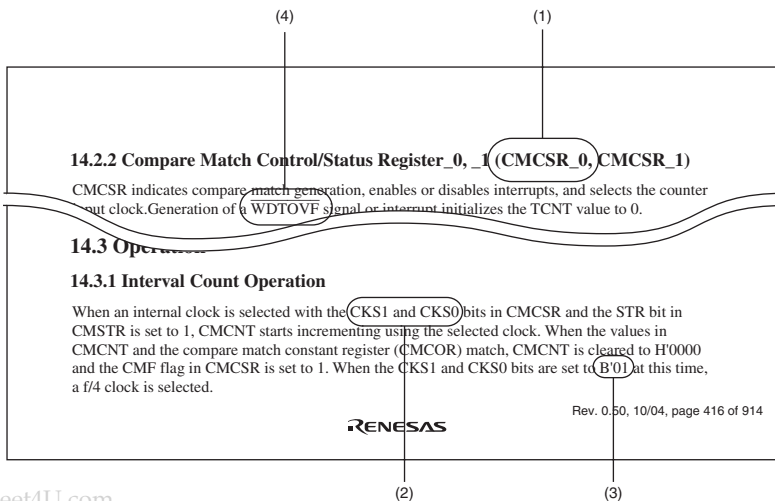 (4) (1)
14.2.2 Compare Match Control/Status Register_0, _1 (CMCSR_0, CMCSR_1)
CMCSR indicates compare match generation, enables or disables interrupts, and selects the counter
input clock.Generation of a WDTOVF signal or interrupt initializes the TCNT value to 0.
14.3 Operation
14.3.1 Interval Count Operation
When an internal clock is selected with the CKS1 and CKS0 bits in CMCSR and the STR bit in
CMSTR is set to 1, CMCNT starts incrementing using the selected clock. When the values in
CMCNT and the compare match constant register (CMCOR) match, CMCNT is cleared to H'0000
and the CMF flag in CMCSR is set to 1. When the CKS1 and CKS0 bits are set to B'01 at this time,
a f/4 clock is selected.
Rev. 0.50, 10/04, page 416 of 914
RENESAS
(2) (3)
eet4U.com